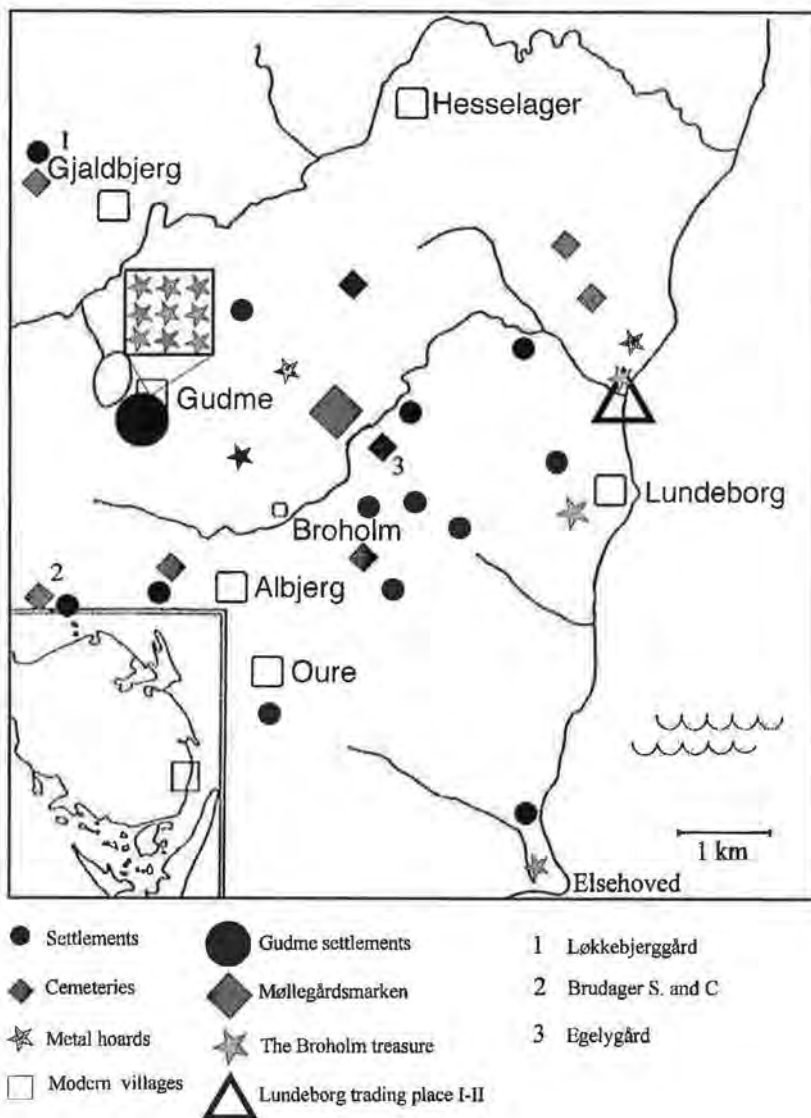 Hesselager
1
Gjaldbjerg
Gudme
3
Lundeborg
Broholm
2
Albjerg
Oure
1 km
Elsehoved
Settlements
Gudme settlements
1 Løkkebjerggård
Cemeteries
Møllegårdsmarken
2 Brudager S. and C
Metal hoards
The Broholm treasure
3 Egelygård
Modern villages
Lundeborg trading place I-II